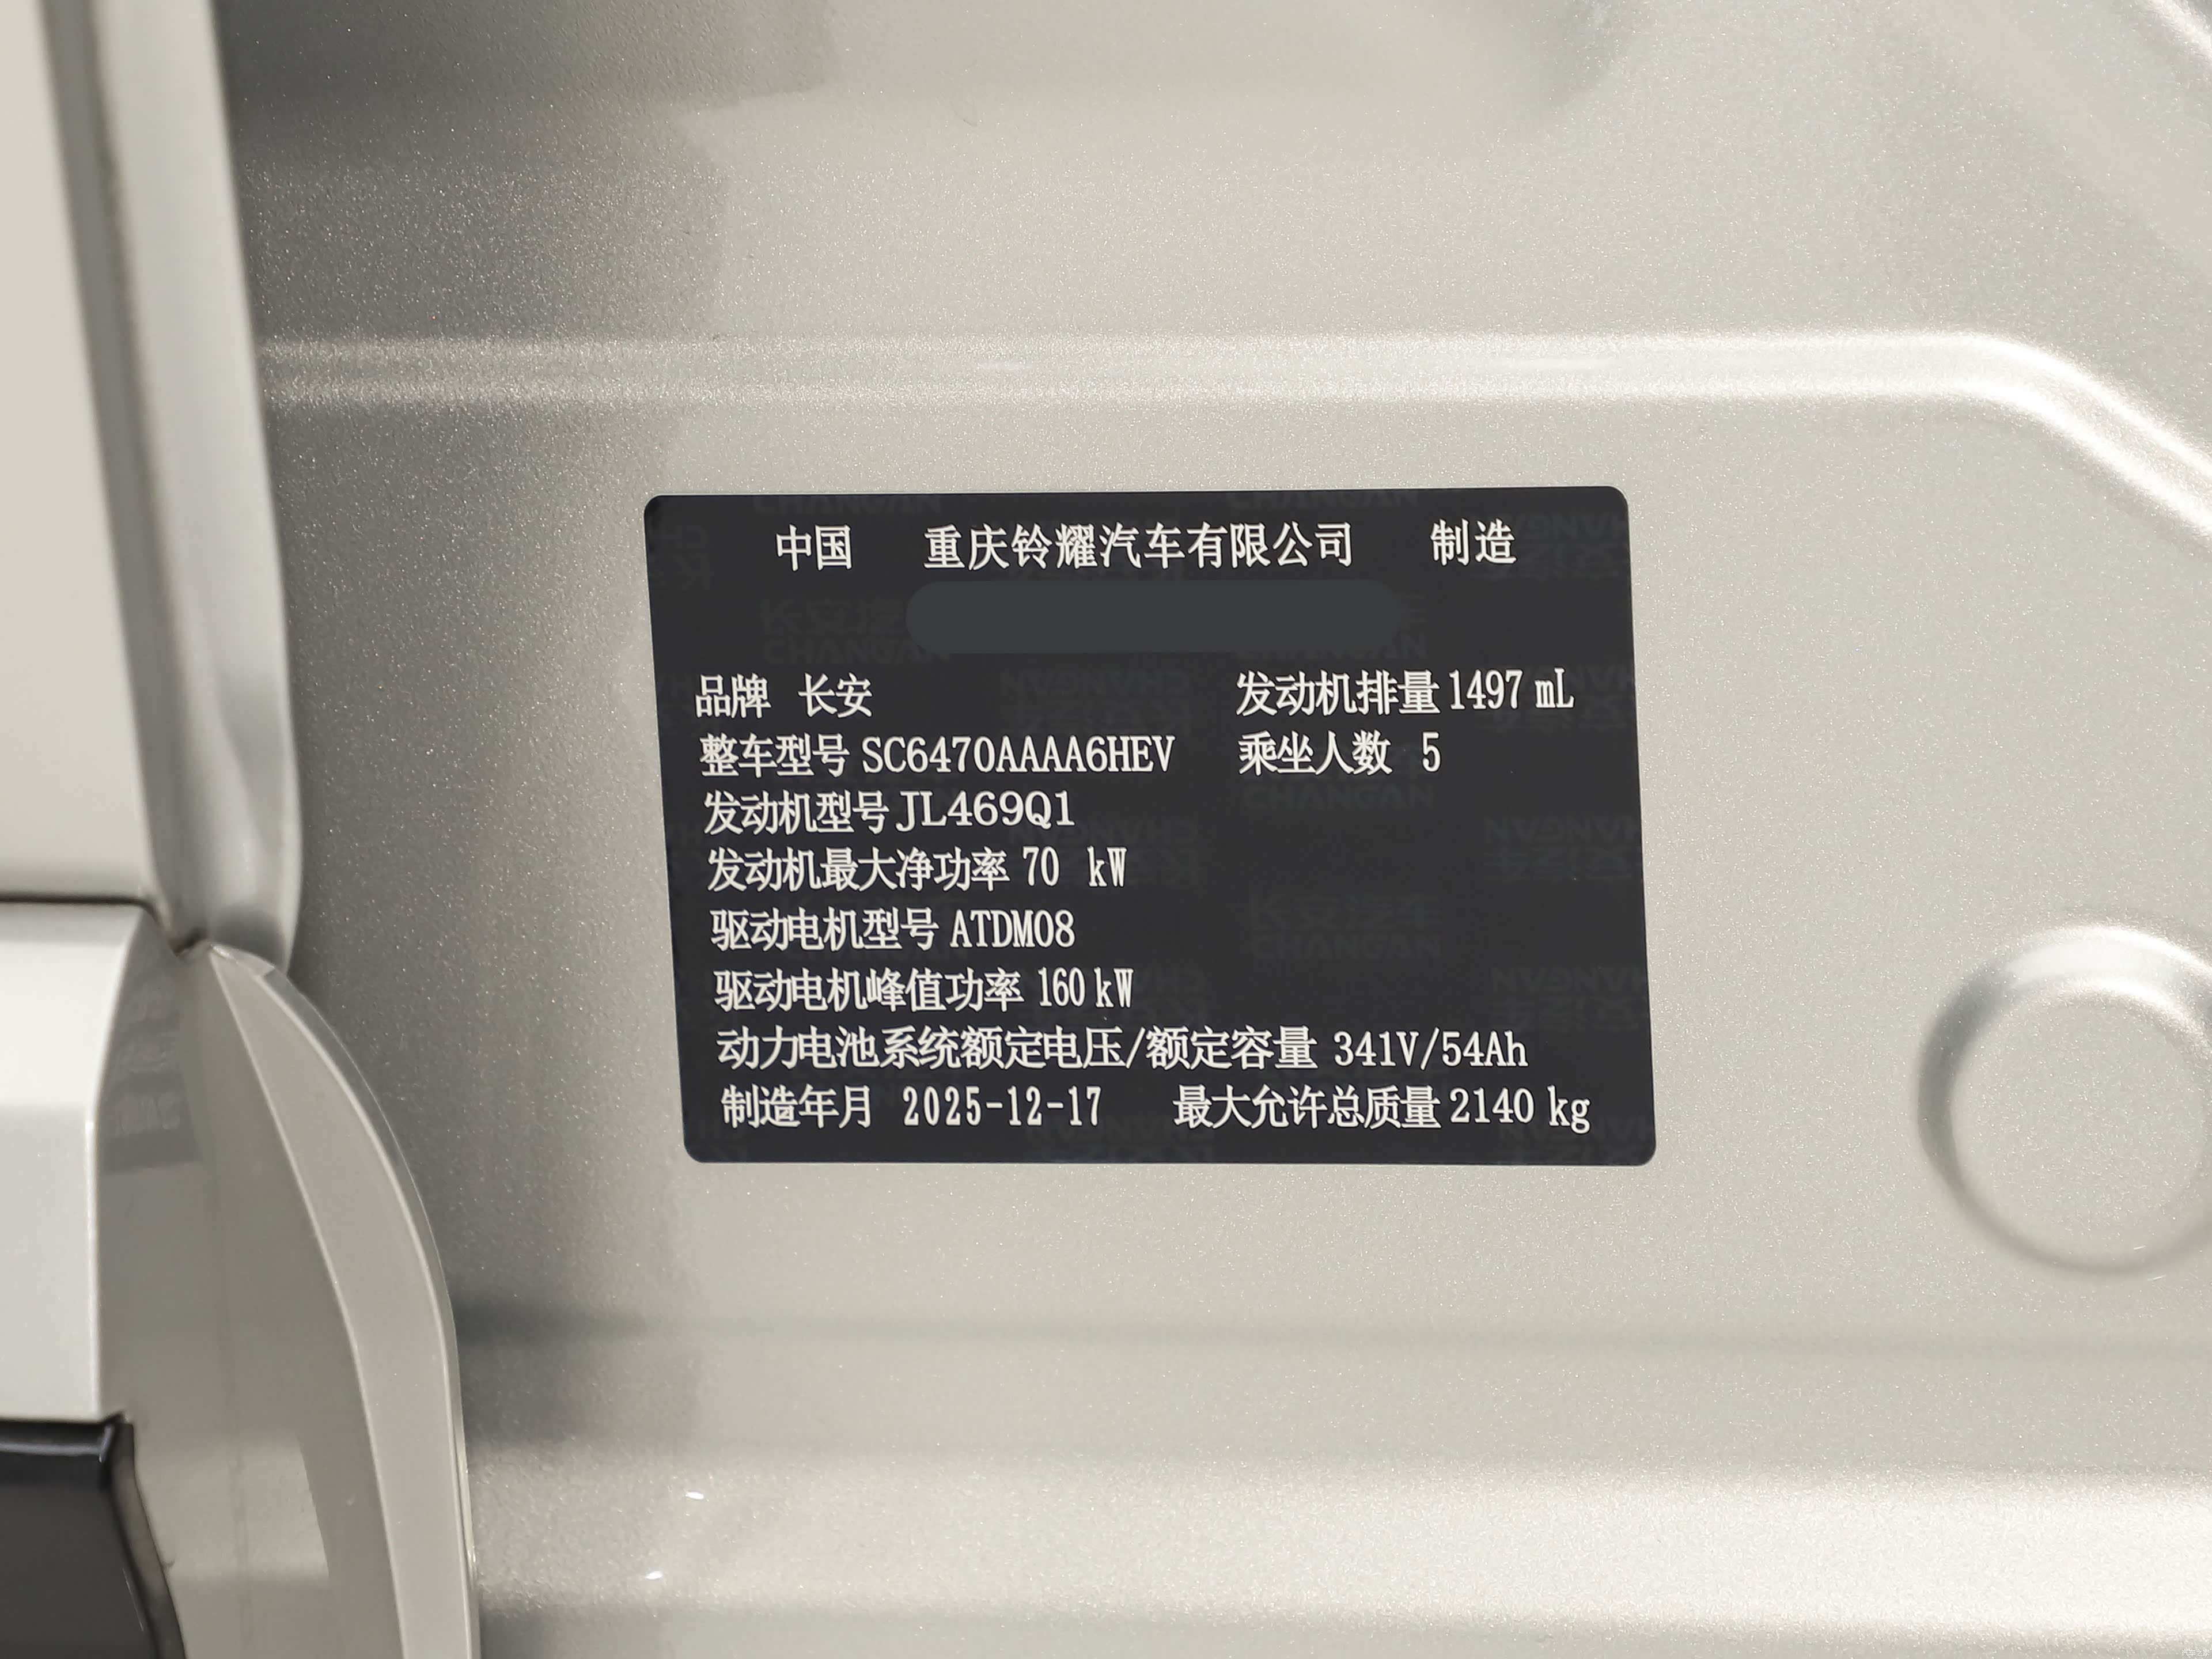 中国 重庆铃耀汽车有限公司 制造
品牌 长安 发动机排量 1497 mL
整车型号 SC6470AAAA6HEV 乘坐人数 5
发动机型号 JL469Q1
发动机最大净功率 70 kW
驱动电机型号 ATDM08
驱动电机峰值功率 160 kW
动力电池系统额定电压/额定容量 341V/54Ah
制造年月 2025-12-17 最大允许总质量 2140 kg